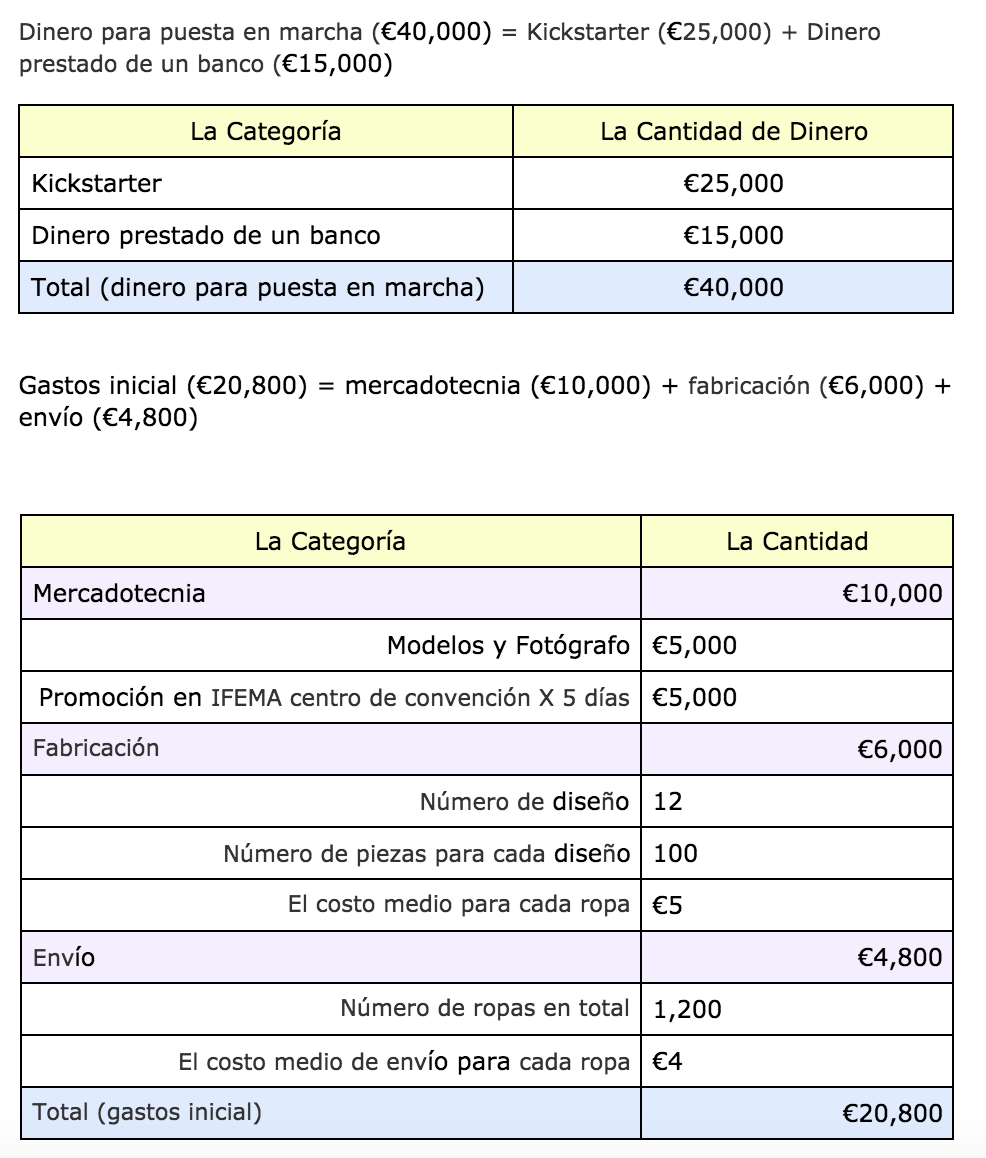 Dinero para puesta en marcha (€40,000) = Kickstarter (€25,000) + Dinero
prestado de un banco (€15,000)
La Categoría La Cantidad de Dinero
Kickstarter €25,000
Dinero prestado de un banco €15,000
Total (dinero para puesta en marcha) €40,000
Gastos inicial (€20,800) = mercadotecnia (€10,000) + fabricación (€6,000) +
envío (€4,800)
La Categoría La Cantidad
Mercadotecnia €10,000
Modelos y Fotógrafo €5,000
Promoción en IFEMA centro de convención X 5 días €5,000
Fabricación €6,000
Número de diseño 12
Número de piezas para cada diseño 100
El costo medio para cada ropa €5
Envío €4,800
Número de ropas en total 1,200
El costo medio de envío para cada ropa €4
Total (gastos inicial) €20,800